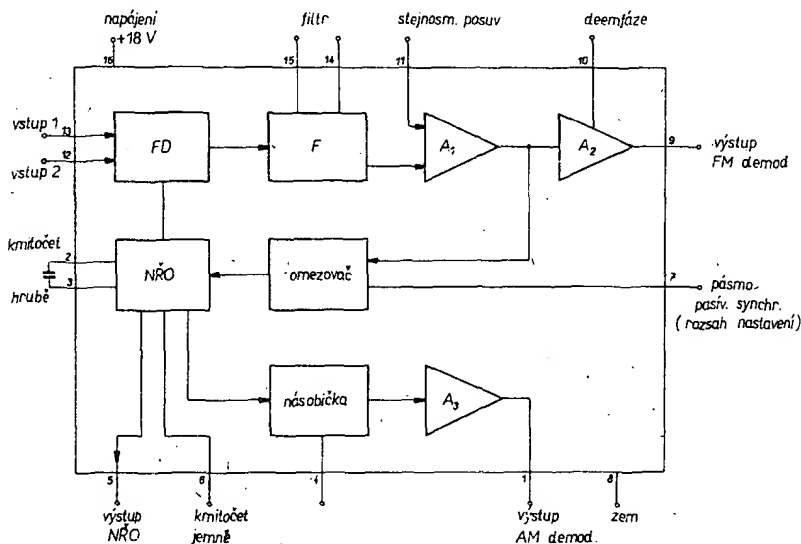 napájení
+18 V
filtr
stejnosm. posuv
deemfáze
16
15
14
11
10
vstup 1
13
vstup 2
12
FD
F
A1
A2
9
výstup
FM demod
kmitočet
2
3
hrubě
NŘO
omezovač
7
pásmo
pasív. synchr.
(rozsah nastavení)
násobička
A3
5
6
4
1
8
výstup
NŘO
kmitočet
jemně
výstup
AM demod.
zem